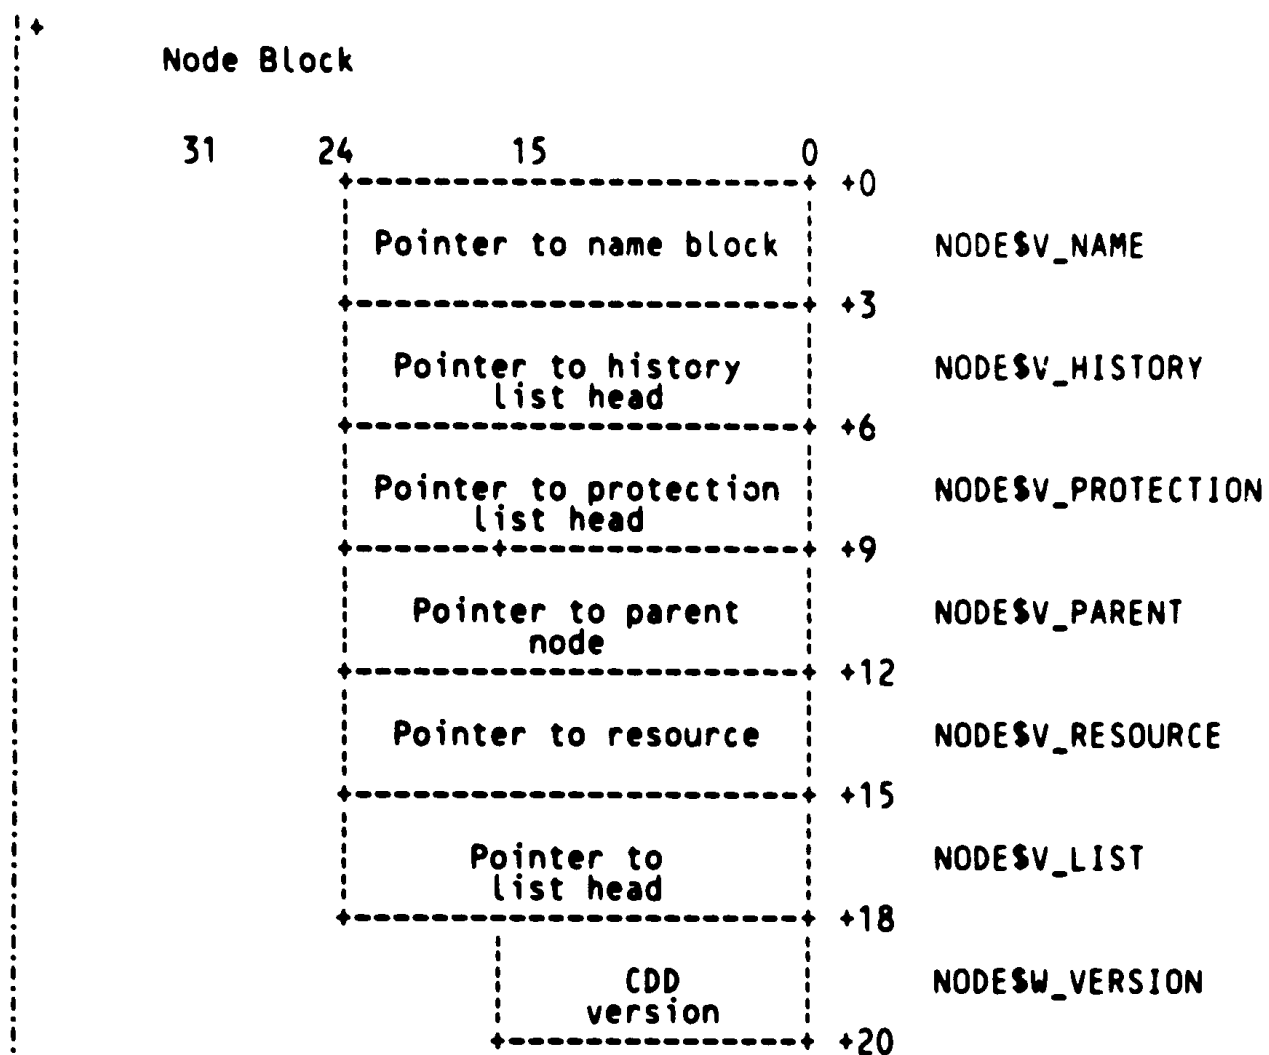 Node Block
31 24 15 0
+0
Pointer to name block NODE$V_NAME
+3
Pointer to history NODE$V_HISTORY
list head
+6
Pointer to protection NODE$V_PROTECTION
list head
+9
Pointer to parent NODE$V_PARENT
node
+12
Pointer to resource NODE$V_RESOURCE
+15
Pointer to NODE$V_LIST
list head
+18
CDD NODE$W_VERSION
version
+20